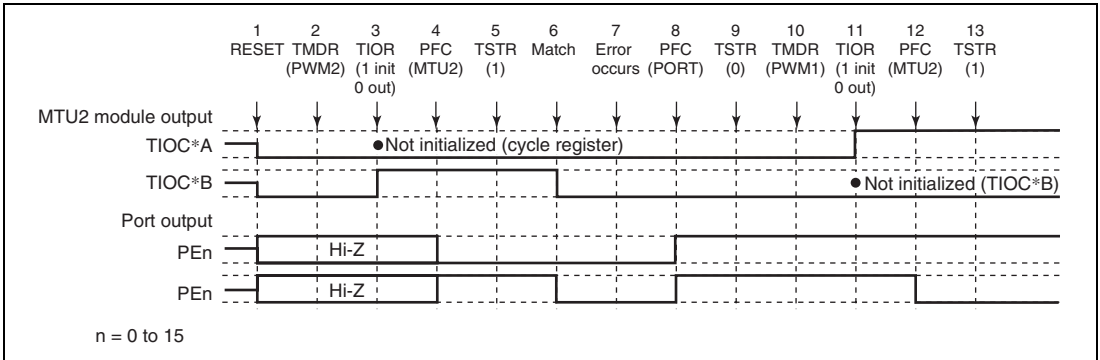 1 2 3 4 5 6 7 8 9 10 11 12 13
RESET TMDR TIOR PFC TSTR Match Error PFC TSTR TMDR TIOR PFC TSTR
(PWM2) (1 init (MTU2) (1) occurs (PORT) (0) (PWM1) (1 init (MTU2) (1)
0 out) 0 out)
MTU2 module output
TIOC*A ●Not initialized (cycle register)
TIOC*B ●Not initialized (TIOC*B)
Port output
PEn Hi-Z
PEn Hi-Z
n = 0 to 15